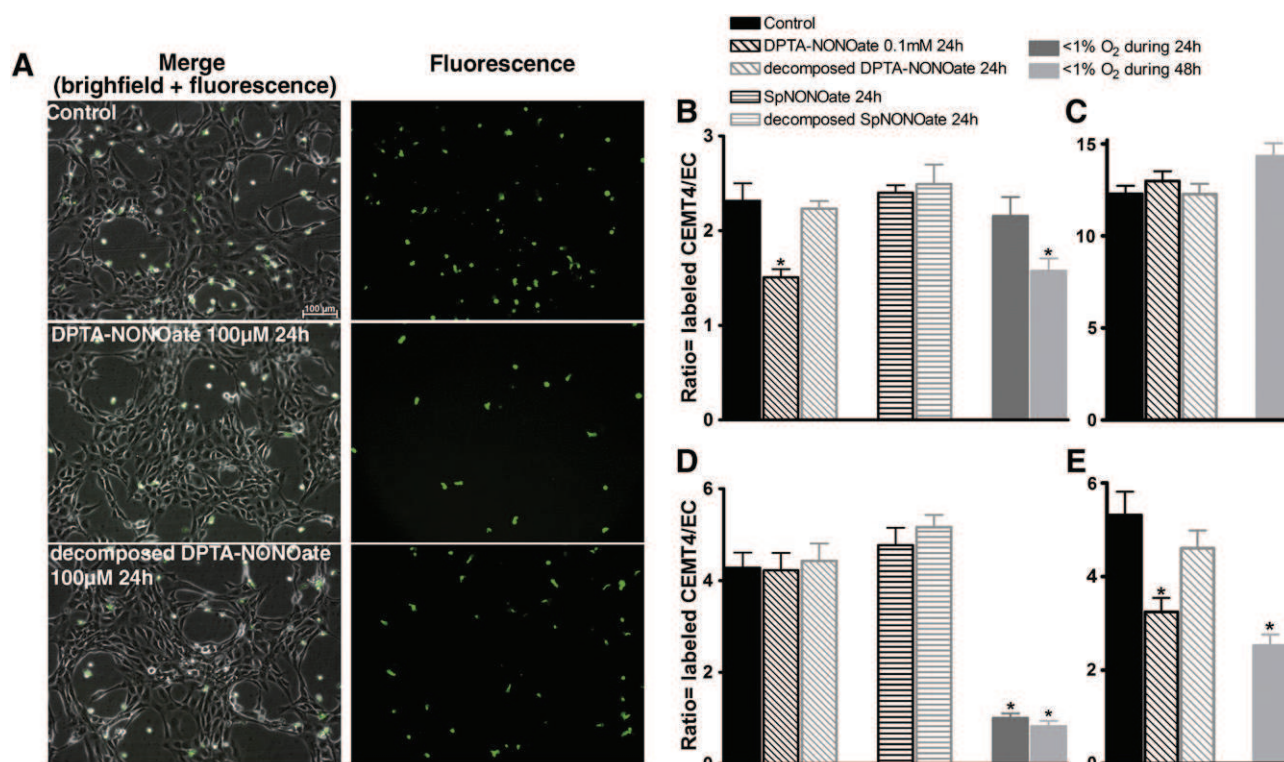 A
Merge
(brighfield + fluorescence)
Fluorescence
Control
100 µm
DPTA-NONOate 100µM 24h
decomposed DPTA-NONOate
100µM 24h
Control
DPTA-NONOate 0.1mM 24h
decomposed DPTA-NONOate 24h
SpNONOate 24h
decomposed SpNONOate 24h
<1% O2 during 24h
<1% O2 during 48h
B
Ratio= labeled CEMT4/EC
3
2
1
0
*
*
C
15
10
5
0
D
Ratio= labeled CEMT4/EC
6
4
2
0
*
*
E
6
4
2
0
*
*